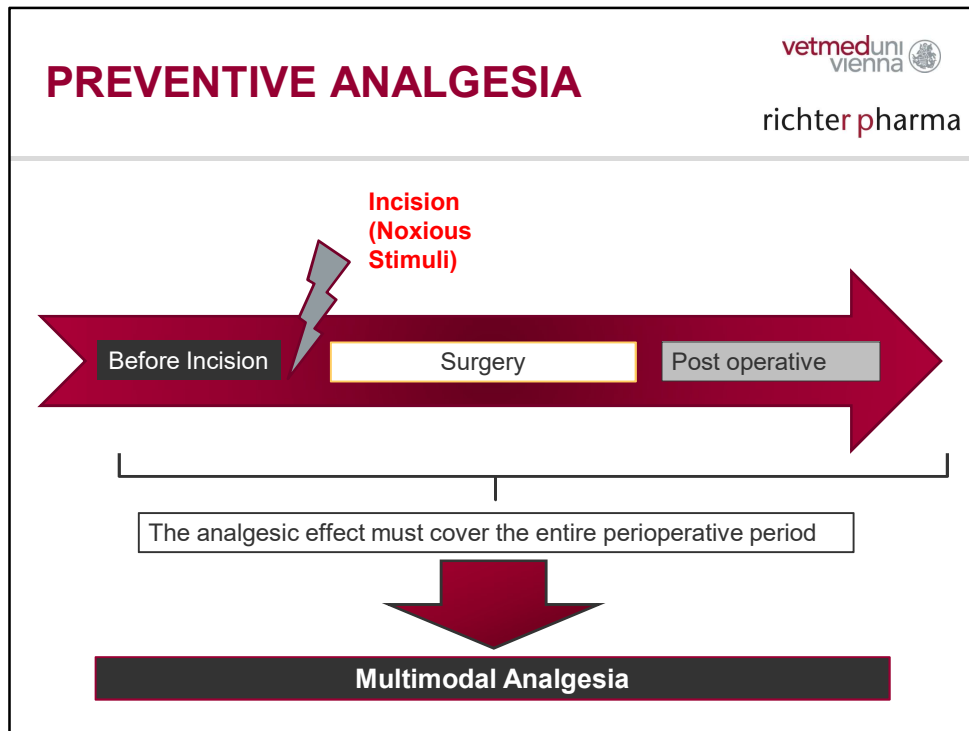 PREVENTIVE ANALGESIA
vetmeduni
vienna
richter pharma
Incision
(Noxious
Stimuli)
Before Incision
Surgery
Post operative
The analgesic effect must cover the entire perioperative period
Multimodal Analgesia